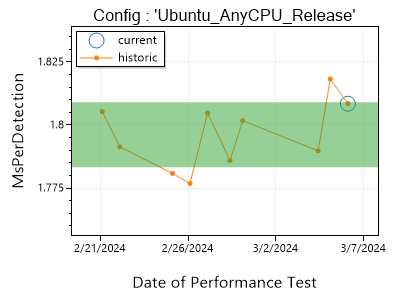 Config : 'Ubuntu_AnyCPU_Release'
current
historic
1.825
1.8
1.775
MsPerDetection
2/21/2024 2/26/2024 3/2/2024 3/7/2024
Date of Performance Test